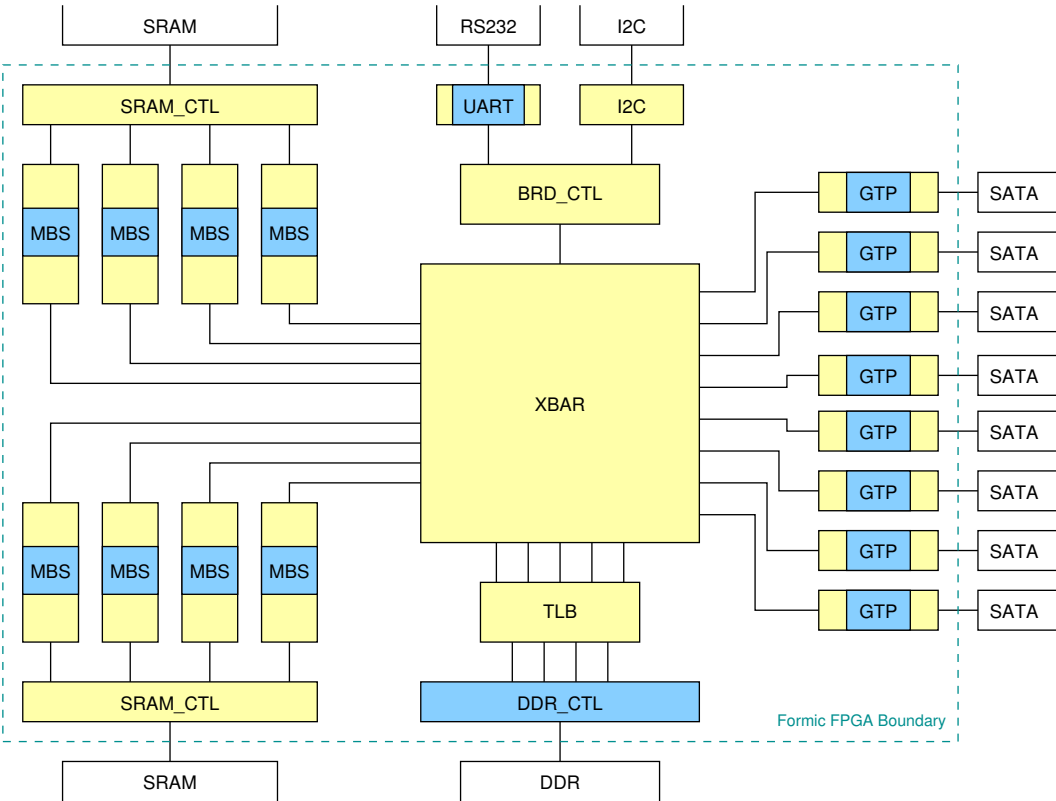 SRAM
RS232
I2C
SRAM_CTL
UART
I2C
BRD_CTL
GTP
SATA
MBS
MBS
MBS
MBS
GTP
SATA
GTP
SATA
GTP
SATA
XBAR
GTP
SATA
GTP
SATA
GTP
SATA
MBS
MBS
MBS
MBS
TLB
GTP
SATA
SRAM_CTL
DDR_CTL
Formic FPGA Boundary
SRAM
DDR